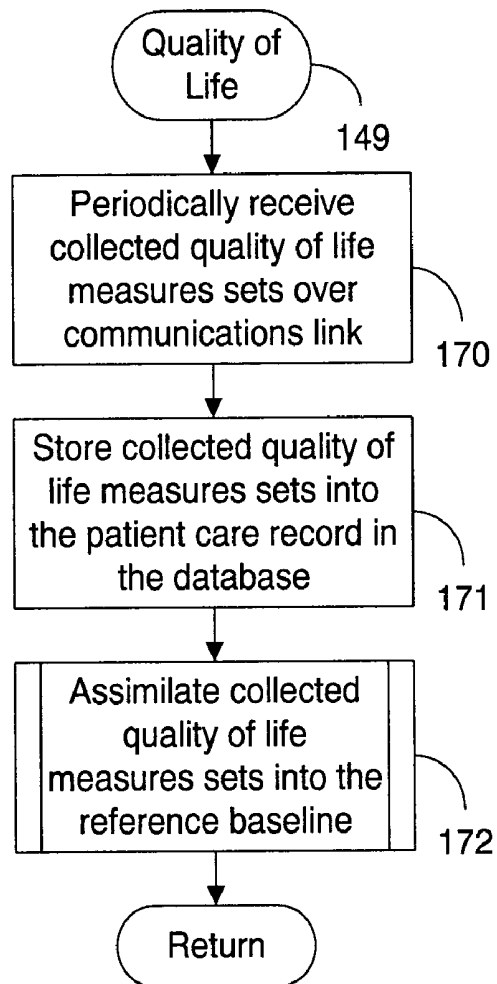 Quality of
Life
149
Periodically receive
collected quality of life
measures sets over
communications link
170
Store collected quality of
life measures sets into
the patient care record in
the database
171
Assimilate collected
quality of life
measures sets into the
reference baseline
172
Return